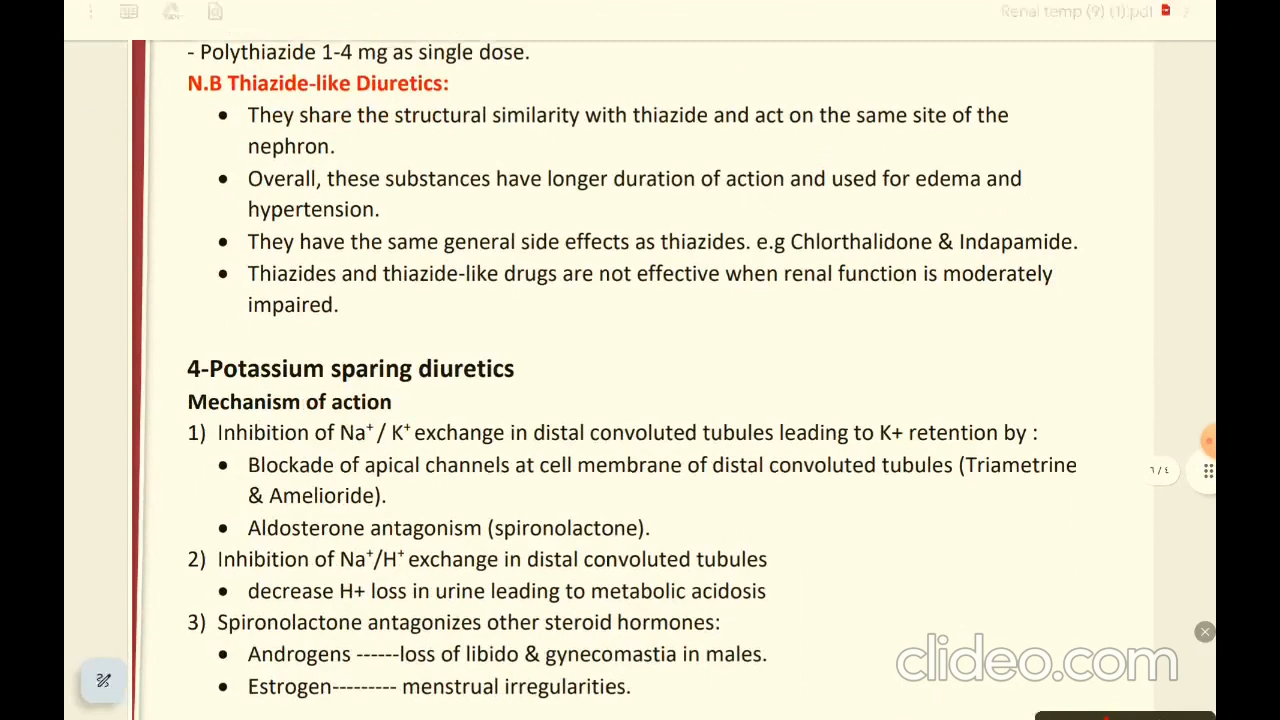 Renal temp (9) (1).pdf
- Polythiazide 1-4 mg as single dose.
N.B Thiazide-like Diuretics:
• They share the structural similarity with thiazide and act on the same site of the
nephron.
• Overall, these substances have longer duration of action and used for edema and
hypertension.
• They have the same general side effects as thiazides. e.g Chlorthalidone & Indapamide.
• Thiazides and thiazide-like drugs are not effective when renal function is moderately
impaired.
4-Potassium sparing diuretics
Mechanism of action
1) Inhibition of Na⁺ / K⁺ exchange in distal convoluted tubules leading to K+ retention by :
• Blockade of apical channels at cell membrane of distal convoluted tubules (Triametrine
& Amelioride).
• Aldosterone antagonism (spironolactone).
2) Inhibition of Na⁺/H⁺ exchange in distal convoluted tubules
• decrease H+ loss in urine leading to metabolic acidosis
3) Spironolactone antagonizes other steroid hormones:
• Androgens ------loss of libido & gynecomastia in males.
• Estrogen--------- menstrual irregularities.
clideo.com